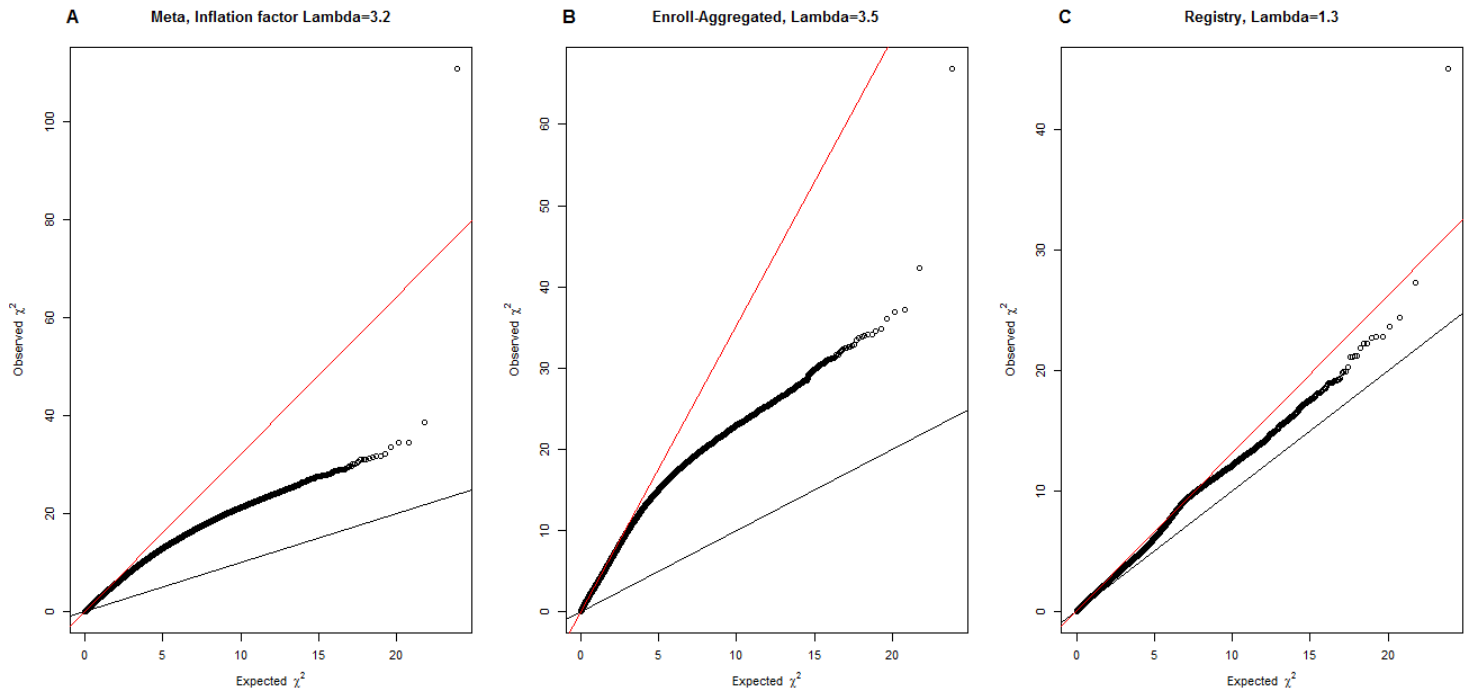 A Meta, Inflation factor Lambda=3.2
Observed χ²
0 20 40 60 80 100
0 5 10 15 20
Expected χ²
B Enroll-Aggregated, Lambda=3.5
Observed χ²
0 10 20 30 40 50 60
0 5 10 15 20
Expected χ²
C Registry, Lambda=1.3
Observed χ²
0 10 20 30 40
0 5 10 15 20
Expected χ²